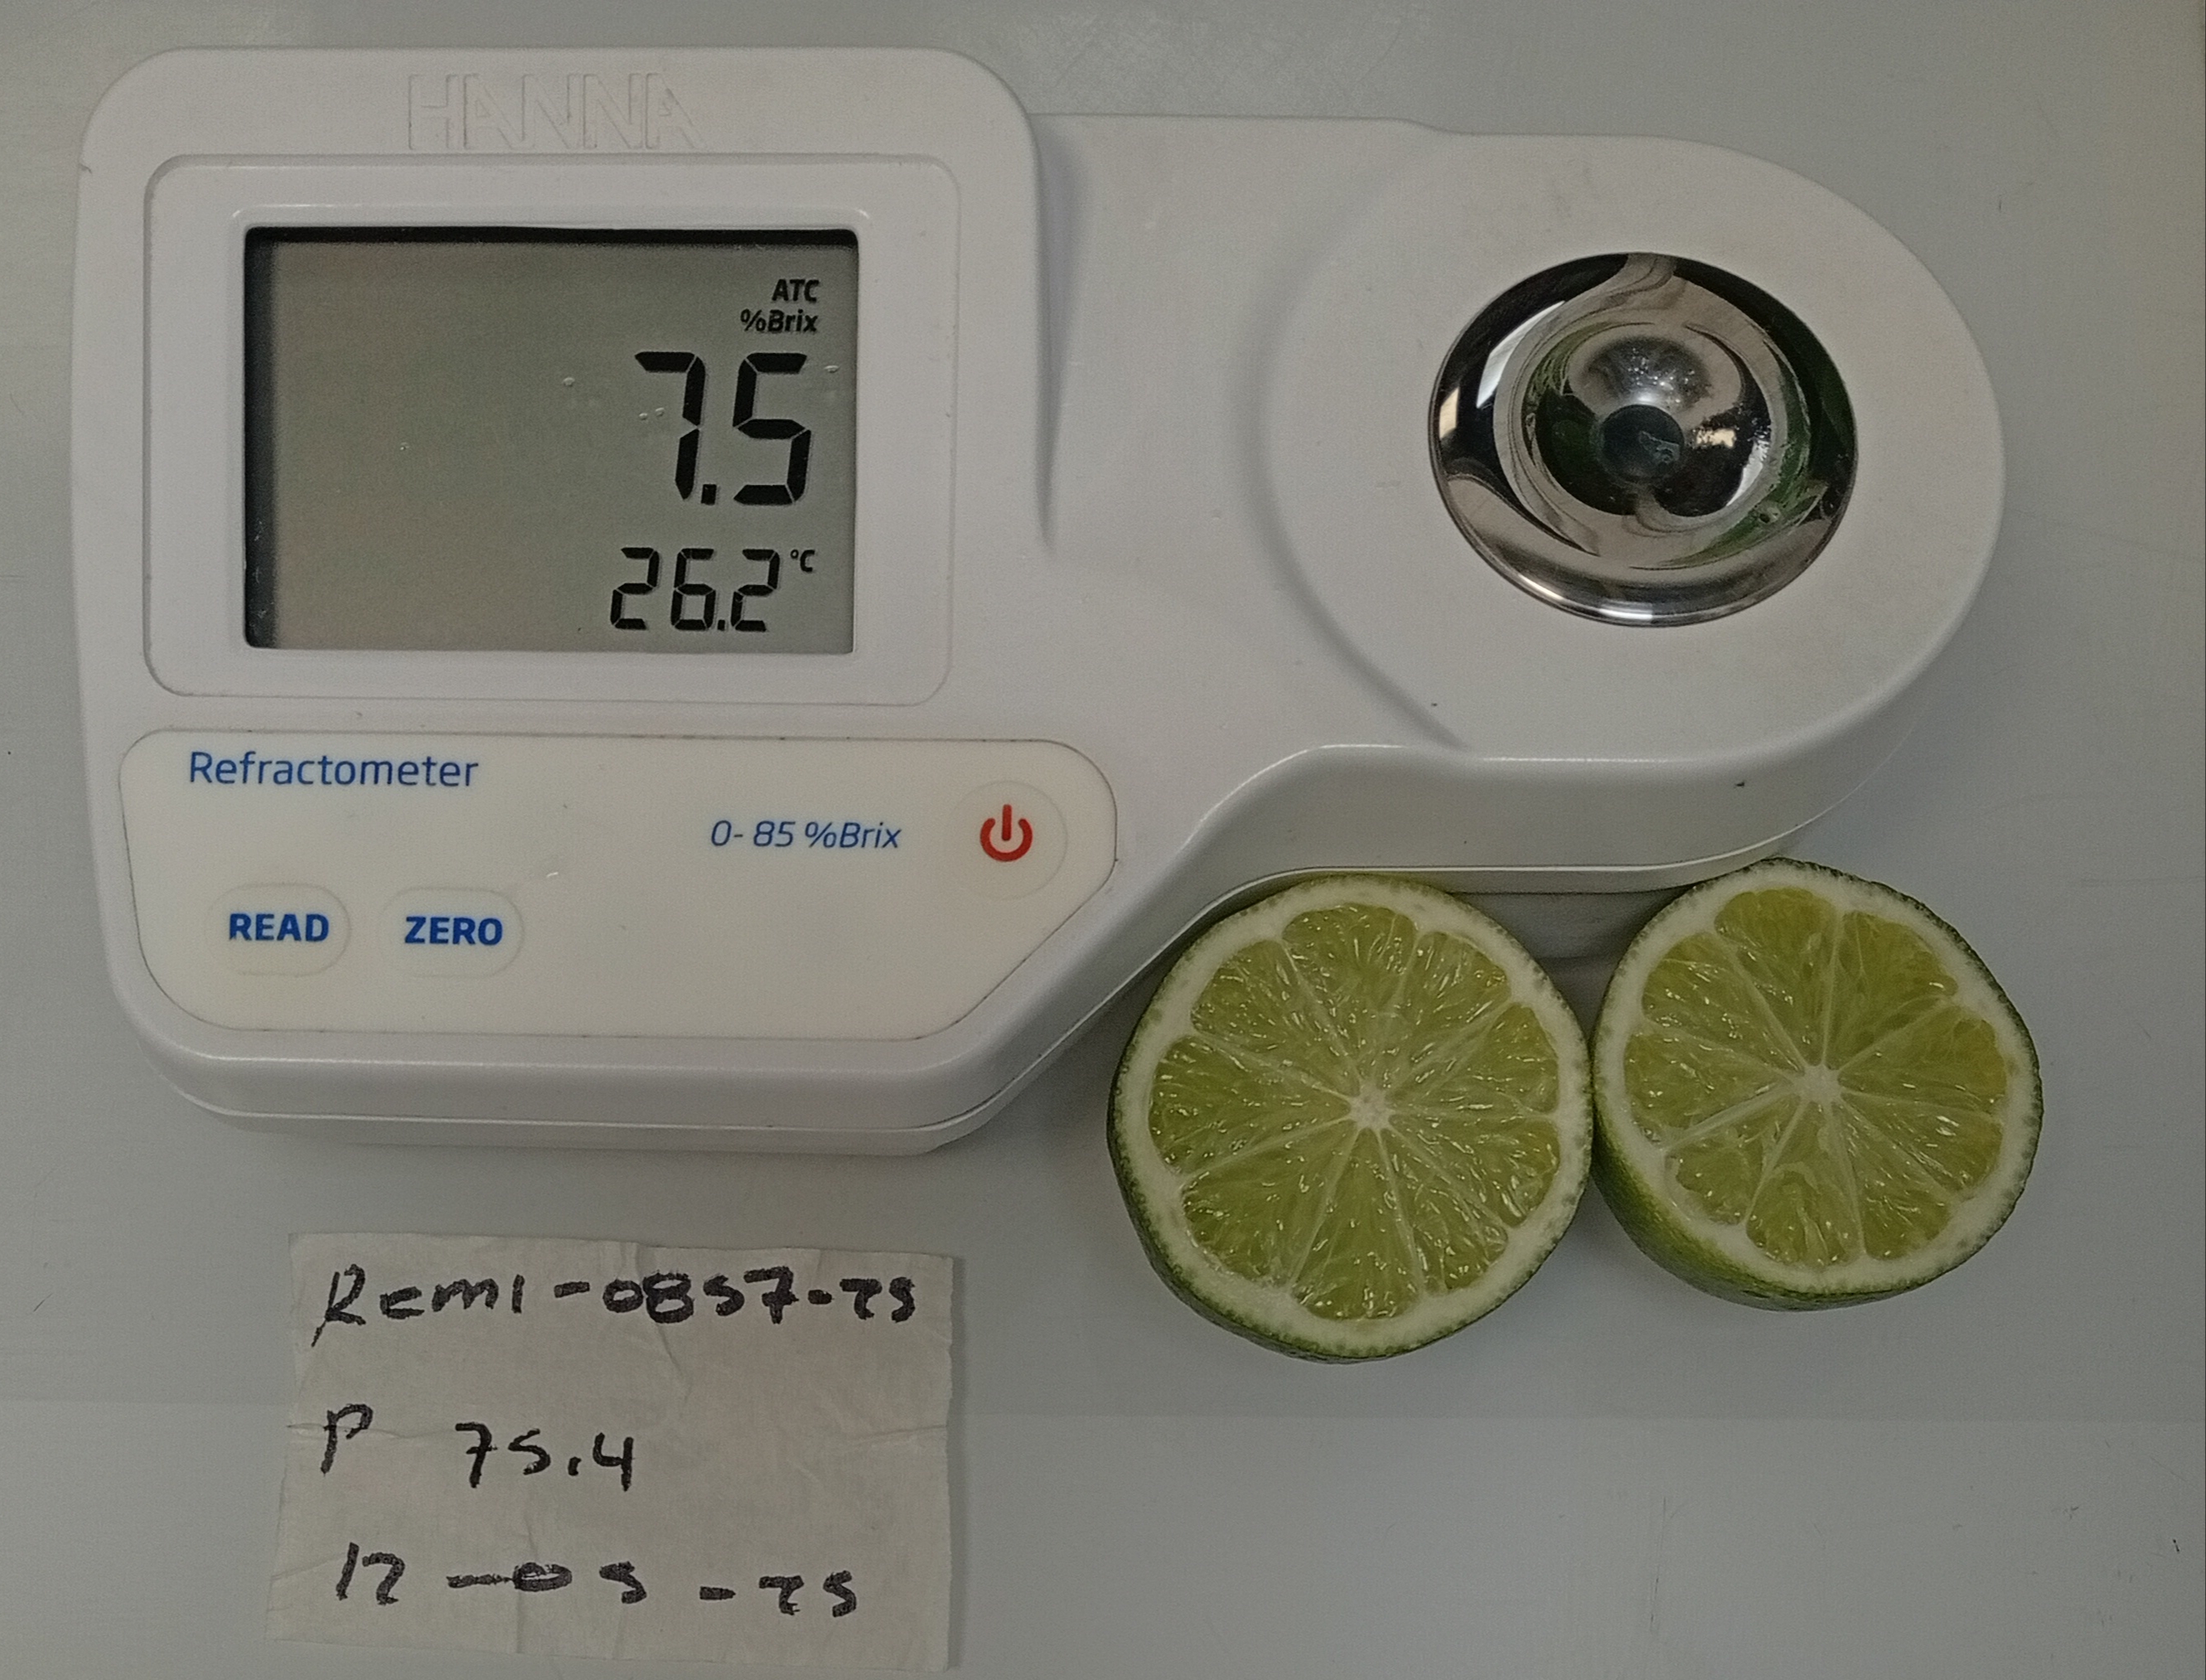 HANNA
ATC
%Brix
7.5
26.2 °C
Refractometer
0- 85 %Brix
READ ZERO
Remi-0857-25
P 75.4
12-05-25